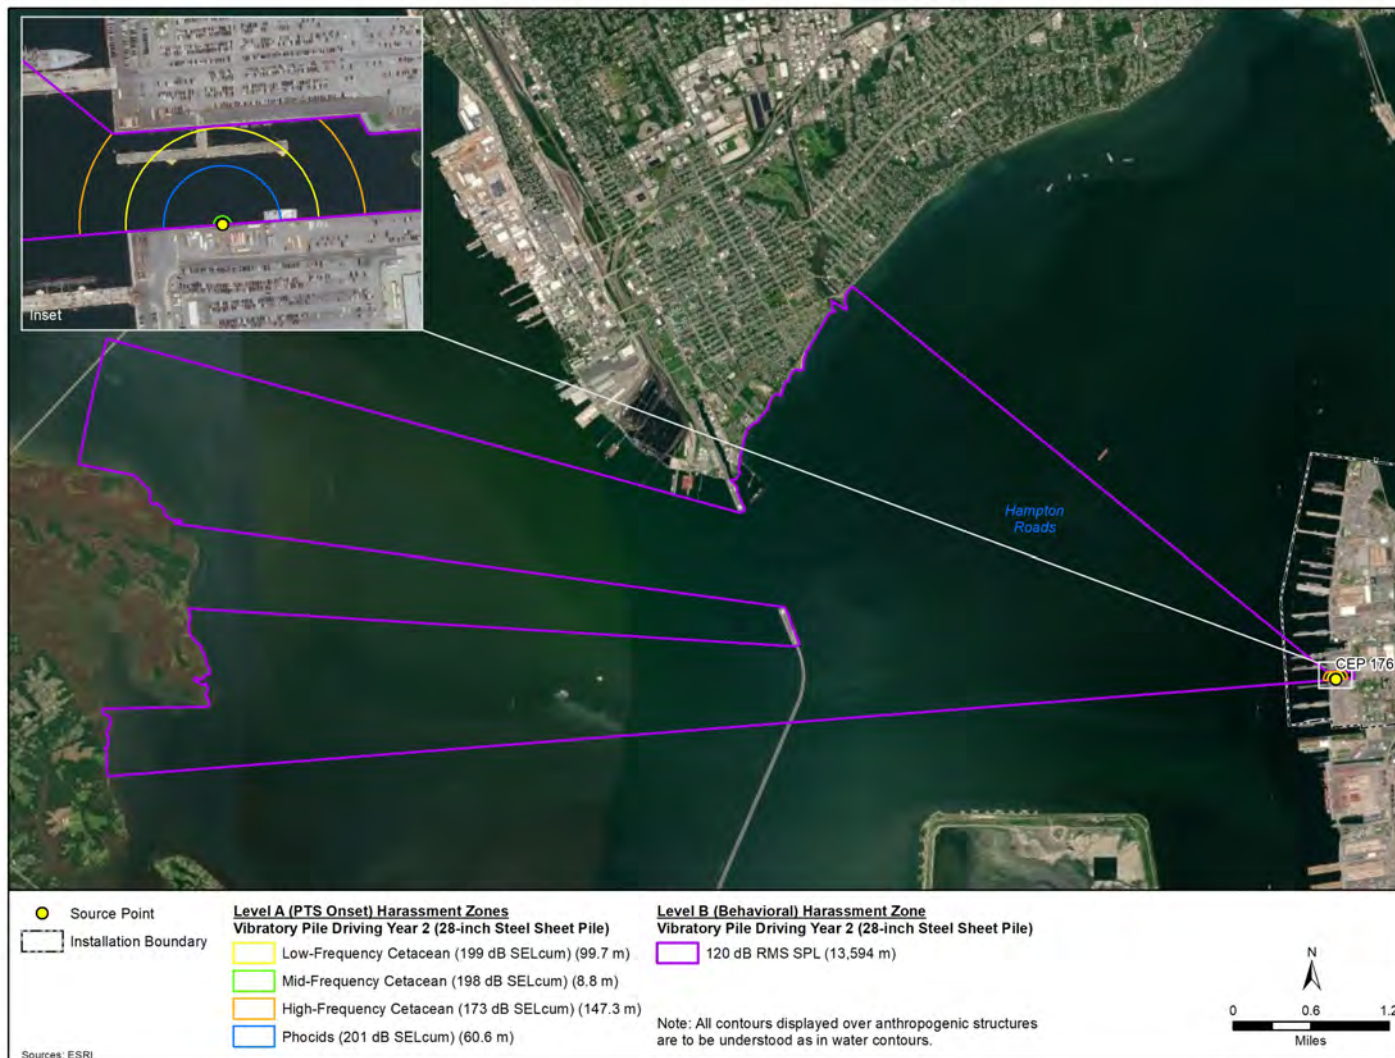 Inset
Hampton
Roads
CEP 176
Source Point
Installation Boundary
Level A (PTS Onset) Harassment Zones
Vibratory Pile Driving Year 2 (28-inch Steel Sheet Pile)
Low-Frequency Cetacean (199 dB SELcum) (99.7 m)
Mid-Frequency Cetacean (198 dB SELcum) (8.8 m)
High-Frequency Cetacean (173 dB SELcum) (147.3 m)
Phocids (201 dB SELcum) (60.6 m)
Level B (Behavioral) Harassment Zone
Vibratory Pile Driving Year 2 (28-inch Steel Sheet Pile)
120 dB RMS SPL (13,594 m)
Note: All contours displayed over anthropogenic structures
are to be understood as in water contours.
N
0 0.6 1.2
Miles
Sources: ESRI